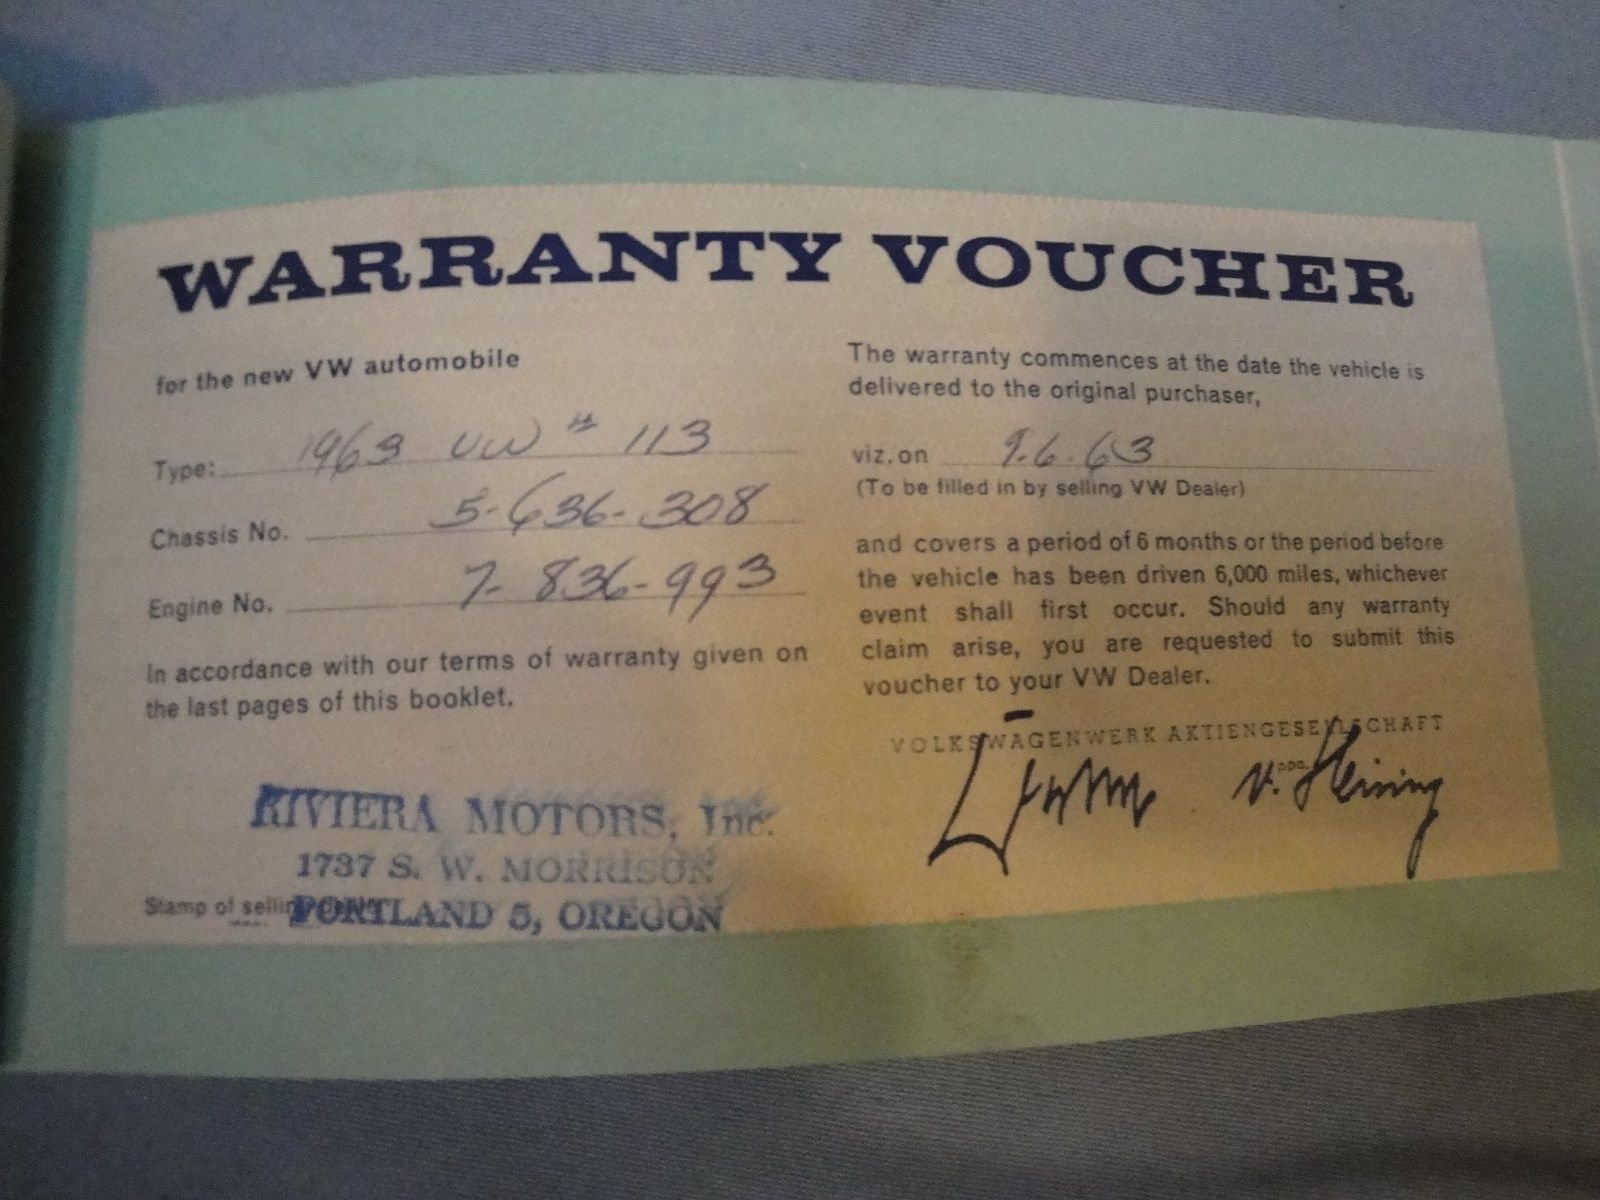 WARRANTY VOUCHER
for the new VW automobile
Type: 1963 VW # 113
Chassis No. 5-636-308
Engine No. 7-836-993
in accordance with our terms of warranty given on
the last pages of this booklet.
RIVIERA MOTORS, Inc.
1737 S. W. MORRISON
Stamp of selling
PORTLAND 5, OREGON
The warranty commences at the date the vehicle is
delivered to the original purchaser,
viz. on 9.6.63
(To be filled in by selling VW Dealer)
and covers a period of 6 months or the period before
the vehicle has been driven 6,000 miles, whichever
event shall first occur. Should any warranty
claim arise, you are requested to submit this
voucher to your VW Dealer.
VOLKSWAGENWERK AKTIENGESELLSCHAFT